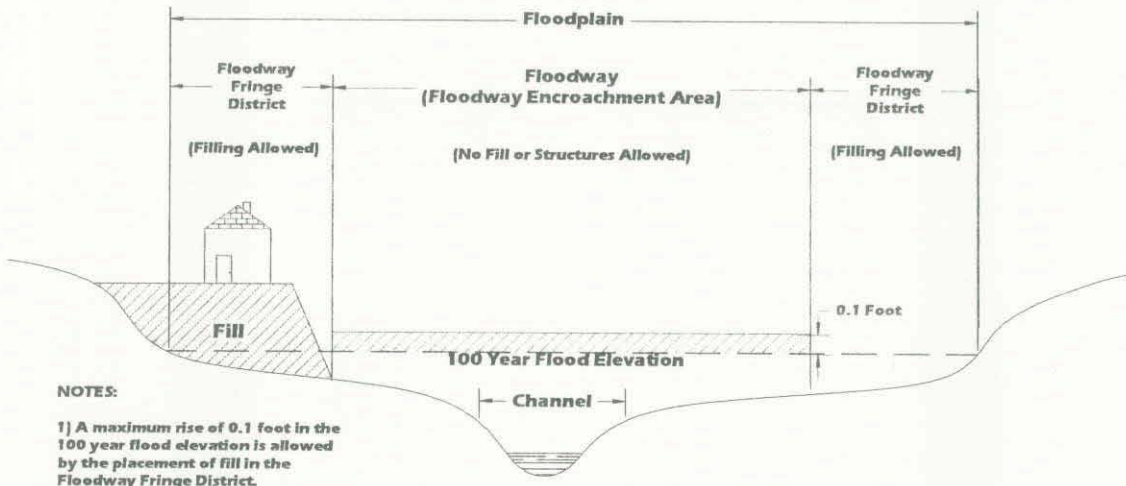 Floodplain
Floodway
Fringe
District
(Filling Allowed)
Floodway
(Floodway Encroachment Area)
(No Fill or Structures Allowed)
Floodway
Fringe
District
(Filling Allowed)
0.1 Foot
Fill
100 Year Flood Elevation
Channel
NOTES:
1) A maximum rise of 0.1 foot in the
100 year flood elevation is allowed
by the placement of fill in the
Floodway Fringe District.